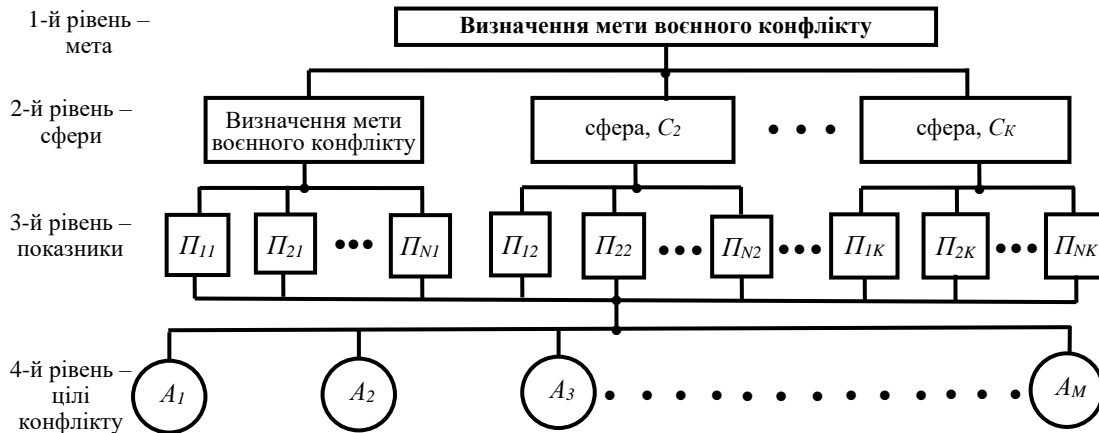 1-й рівень –
мета
Визначення мети воєнного конфлікту
2-й рівень –
сфери
Визначення мети
воєнного конфлікту
сфера, C2
сфера, CK
3-й рівень –
показники
П11
П21
ПN1
П12
П22
ПN2
П1K
П2K
ПNK
4-й рівень –
цілі
конфлікту
A1
A2
A3
AM